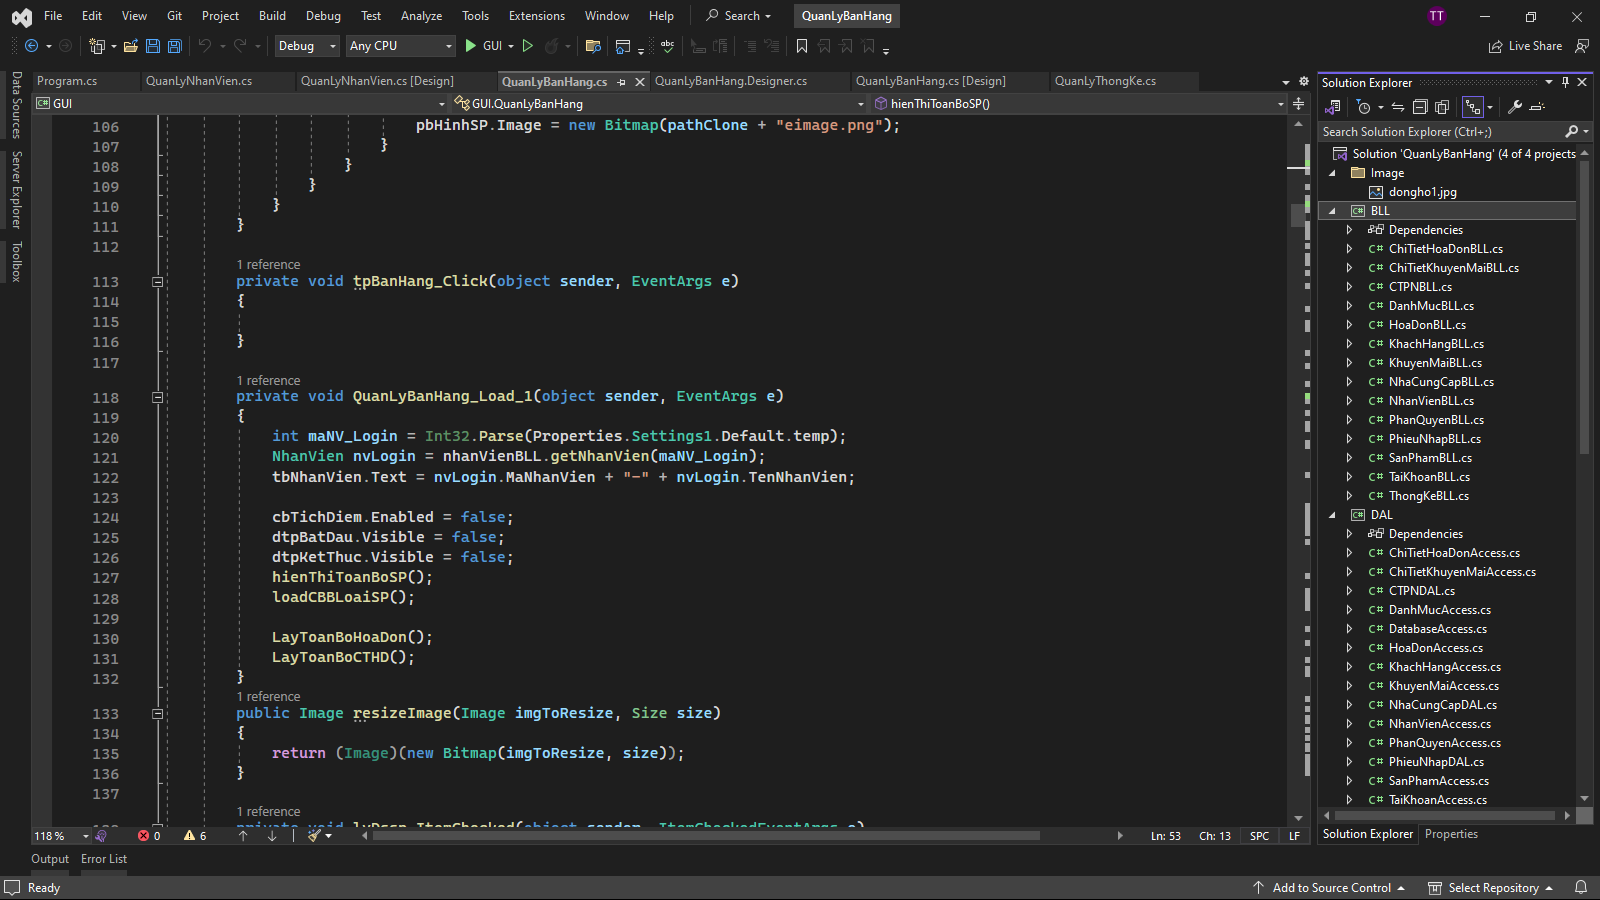 File Edit View Git Project Build Debug Test Analyze Tools Extensions Window Help Search QuanLyBanHang TT
Debug Any CPU GUI Live Share
Program.cs QuanLyNhanVien.cs QuanLyNhanVien.cs [Design] QuanLyBanHang.cs QuanLyBanHang.Designer.cs QuanLyBanHang.cs [Design] QuanLyThongKe.cs
GUI GUI.QuanLyBanHang hienThiToanBoSP()
Data Sources
Server Explorer
Toolbox
106 pbHinhSP.Image = new Bitmap(pathClone + "eimage.png");
107 }
108 }
109 }
110 }
111 }
112
1 reference
113 private void tpBanHang_Click(object sender, EventArgs e)
114 {
115
116 }
117
1 reference
118 private void QuanLyBanHang_Load_1(object sender, EventArgs e)
119 {
120 int maNV_Login = Int32.Parse(Properties.Settings1.Default.temp);
121 NhanVien nvLogin = nhanVienBLL.getNhanVien(maNV_Login);
122 tbNhanVien.Text = nvLogin.MaNhanVien + "-" + nvLogin.TenNhanVien;
123
124 cbTichDiem.Enabled = false;
125 dtpBatDau.Visible = false;
126 dtpKetThuc.Visible = false;
127 hienThiToanBoSP();
128 loadCBBLoaiSP();
129
130 LayToanBoHoaDon();
131 LayToanBoCTHD();
132 }
1 reference
133 public Image resizeImage(Image imgToResize, Size size)
134 {
135 return (Image)(new Bitmap(imgToResize, size));
136 }
137
1 reference
138 private void lvDssp_ItemChecked(object sender, ItemCheckedEventArgs e)
118 % 0 6 Ln: 53 Ch: 13 SPC LF
Output Error List
Ready Add to Source Control Select Repository
Solution Explorer
Search Solution Explorer (Ctrl+;)
Solution 'QuanLyBanHang' (4 of 4 projects
Image
dongho1.jpg
C# BLL
Dependencies
C# ChiTietHoaDonBLL.cs
C# ChiTietKhuyenMaiBLL.cs
C# CTPNBLL.cs
C# DanhMucBLL.cs
C# HoaDonBLL.cs
C# KhachHangBLL.cs
C# KhuyenMaiBLL.cs
C# NhaCungCapBLL.cs
C# NhanVienBLL.cs
C# PhanQuyenBLL.cs
C# PhieuNhapBLL.cs
C# SanPhamBLL.cs
C# TaiKhoanBLL.cs
C# ThongKeBLL.cs
C# DAL
Dependencies
C# ChiTietHoaDonAccess.cs
C# ChiTietKhuyenMaiAccess.cs
C# CTPNDAL.cs
C# DanhMucAccess.cs
C# DatabaseAccess.cs
C# HoaDonAccess.cs
C# KhachHangAccess.cs
C# KhuyenMaiAccess.cs
C# NhaCungCapDAL.cs
C# NhanVienAccess.cs
C# PhanQuyenAccess.cs
C# PhieuNhapDAL.cs
C# SanPhamAccess.cs
C# TaiKhoanAccess.cs
Solution Explorer Properties